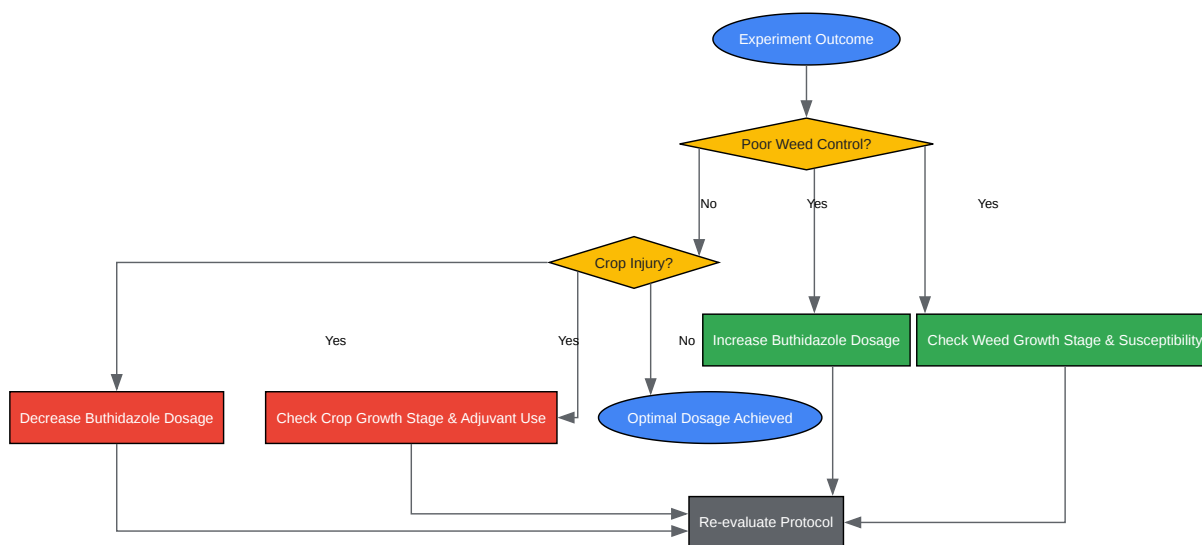 Experiment Outcome
Poor Weed Control?
No
Yes
Yes
Crop Injury?
Yes
Yes
No
Increase Buthidazole Dosage
Check Weed Growth Stage & Susceptibility
Decrease Buthidazole Dosage
Check Crop Growth Stage & Adjuvant Use
Optimal Dosage Achieved
Re-evaluate Protocol